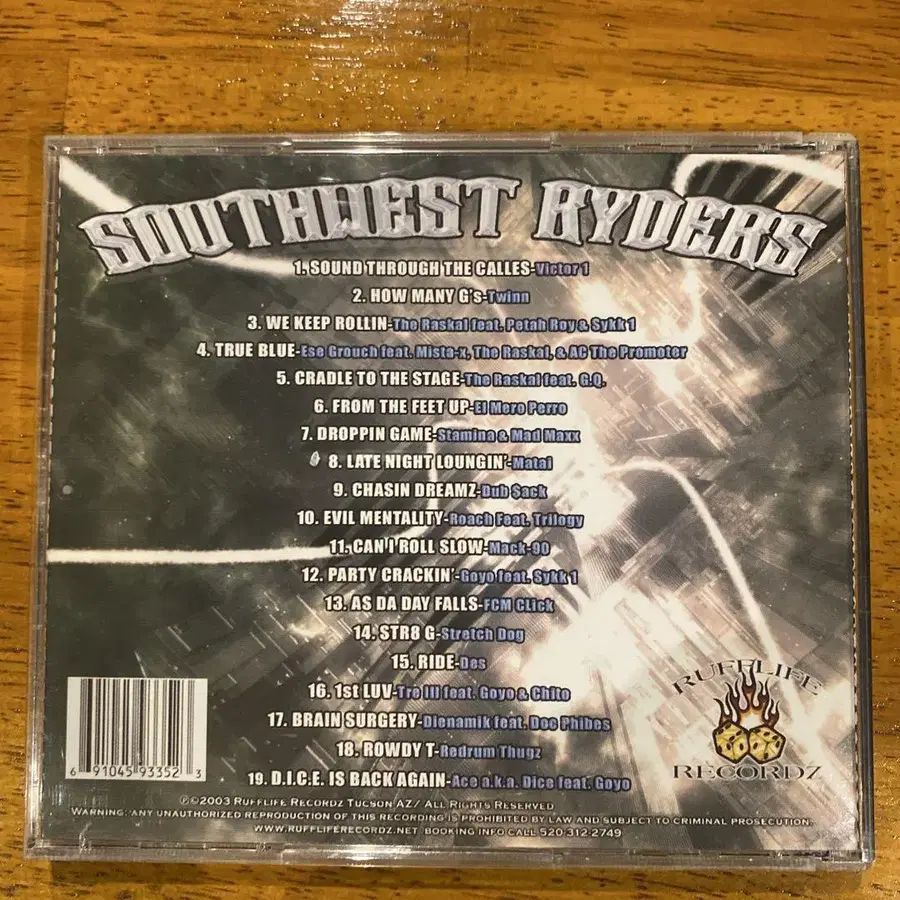 SOUTHWEST RYDERS
1. SOUND THROUGH THE CALLES-Victor 1
2. HOW MANY G's-Twinn
3. WE KEEP ROLLIN-The Raskal feat. Petah Roy & Sykk 1
4. TRUE BLUE-Ese Grouch feat. Mista-x, The Raskal, & AC The Promoter
5. CRADLE TO THE STAGE-The Raskal feat. G.Q.
6. FROM THE FEET UP-El Mero Perro
7. DROPPIN GAME-Stamina & Mad Maxx
8. LATE NIGHT LOUNGIN'-Matai
9. CHASIN DREAMZ-Dub $ack
10. EVIL MENTALITY-Roach Feat. Trilogy
11. CAN I ROLL SLOW-Mack-90
12. PARTY CRACKIN'-Goyo feat. Sykk 1
13. AS DA DAY FALLS-FCM CLick
14. STR8 G-Stretch Dog
15. RIDE-Des
16. 1st LUV-Tre III feat. Goyo & Chito
17. BRAIN SURGERY-Dienamik feat. Doc Phibes
18. ROWDY T-Redrum Thugz
19. D.I.C.E. IS BACK AGAIN-Ace a.k.a. Dice feat. Goyo
RUFFLIFE
RECORDZ
6 91045 93352 3
℗©2003 RUFFLIFE RECORDZ TUCSON AZ/ ALL RIGHTS RESERVED
WARNING: ANY UNAUTHORIZED REPRODUCTION OF THIS RECORDING IS PROHIBITED BY LAW AND SUBJECT TO CRIMINAL PROSECUTION.
WWW.RUFFLIFERECORDZ.NET BOOKING INFO CALL 520-312-2749